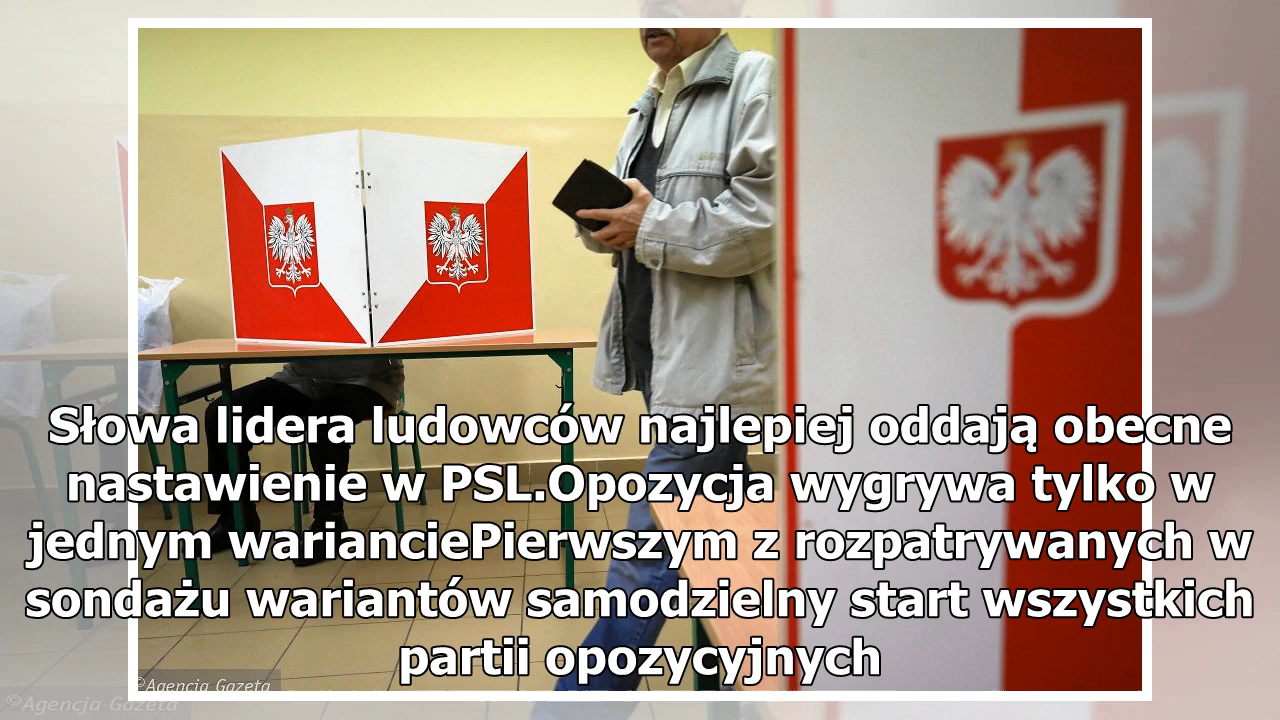 Słowa lidera ludowców najlepiej oddają obecne
nastawienie w PSL.Opozycja wygrywa tylko w
jednym warianciePierwszym z rozpatrywanych w
sondażu wariantów samodzielny start wszystkich
partii opozycyjnych
©Agencja Gazeta
©Agencja Gazeta